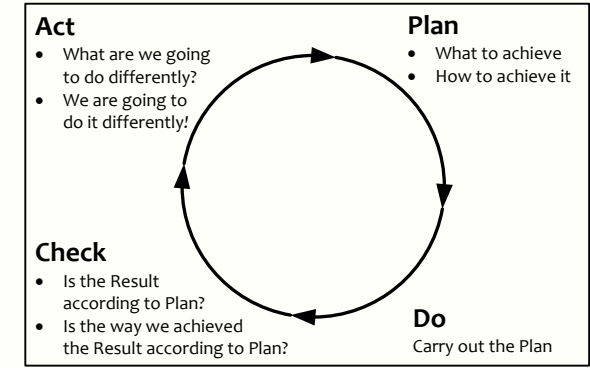 Act
• What are we going
to do differently?
• We are going to
do it differently!
Plan
• What to achieve
• How to achieve it
Check
• Is the Result
according to Plan?
• Is the way we achieved
the Result according to Plan?
Do
Carry out the Plan